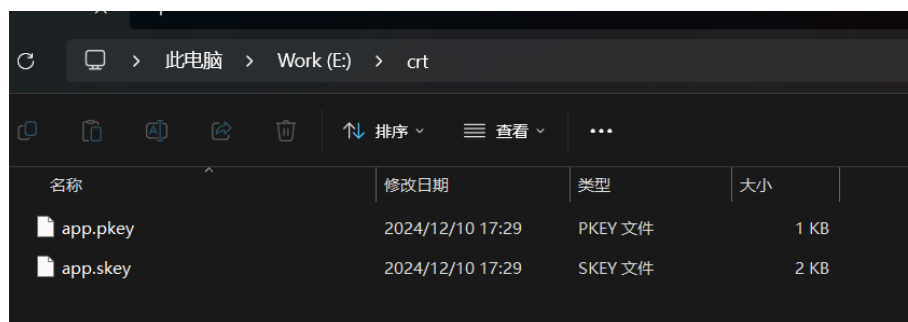 此电脑 > Work (E:) > crt
排序 查看 •••
名称 修改日期 类型 大小
app.pkey 2024/12/10 17:29 PKEY 文件 1 KB
app.skey 2024/12/10 17:29 SKEY 文件 2 KB